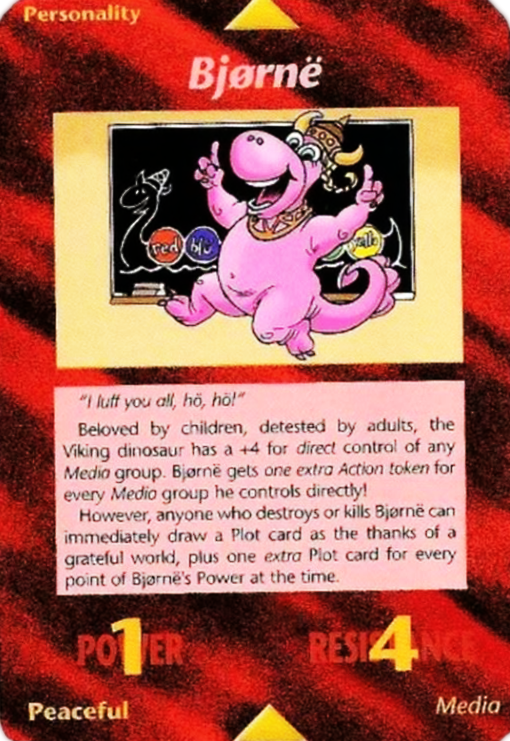 Personality
Bjørnë
red blü
"I luff you all, hö, hö!"
Beloved by children, detested by adults, the
Viking dinosaur has a +4 for direct control of any
Media group. Bjørnë gets one extra Action token for
every Media group he controls directly!
However, anyone who destroys or kills Bjørnë can
immediately draw a Plot card as the thanks of a
grateful world, plus one extra Plot card for every
point of Bjørnë's Power at the time.
POWER RESISTANCE
1 4
Peaceful Media